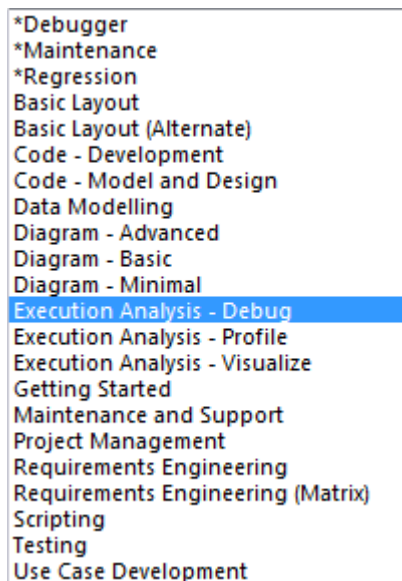 *Debugger
*Maintenance
*Regression
Basic Layout
Basic Layout (Alternate)
Code - Development
Code - Model and Design
Data Modelling
Diagram - Advanced
Diagram - Basic
Diagram - Minimal
Execution Analysis - Debug
Execution Analysis - Profile
Execution Analysis - Visualize
Getting Started
Maintenance and Support
Project Management
Requirements Engineering
Requirements Engineering (Matrix)
Scripting
Testing
Use Case Development